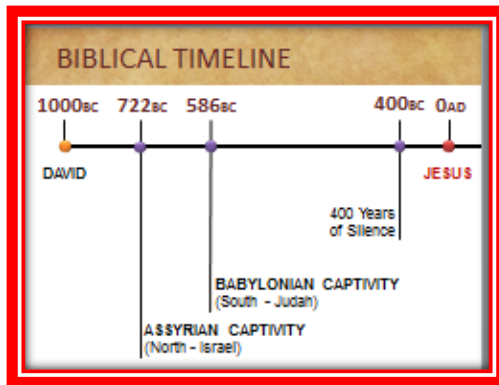 BIBLICAL TIMELINE
1000BC 722BC 586BC 400BC 0AD
DAVID JESUS
400 Years
of Silence
BABYLONIAN CAPTIVITY
(South - Judah)
ASSYRIAN CAPTIVITY
(North - Israel)